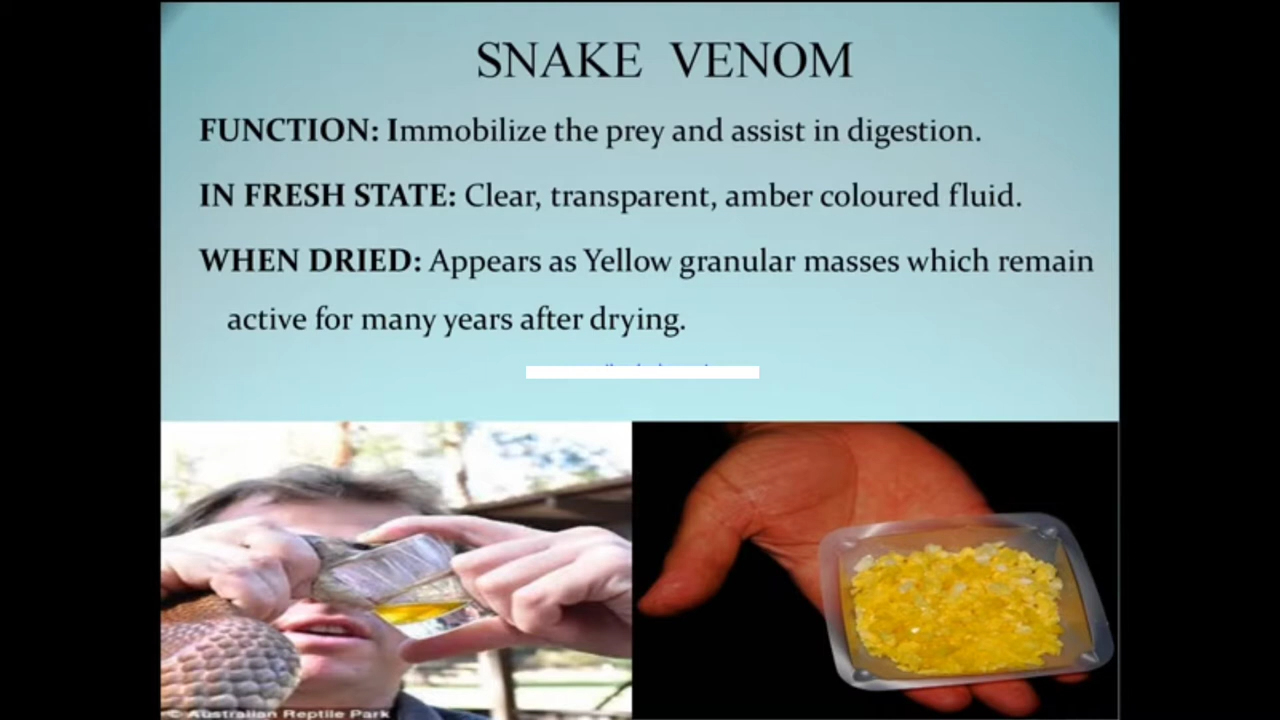 SNAKE VENOM
FUNCTION: Immobilize the prey and assist in digestion.
IN FRESH STATE: Clear, transparent, amber coloured fluid.
WHEN DRIED: Appears as Yellow granular masses which remain
active for many years after drying.
© Australian Reptile Park